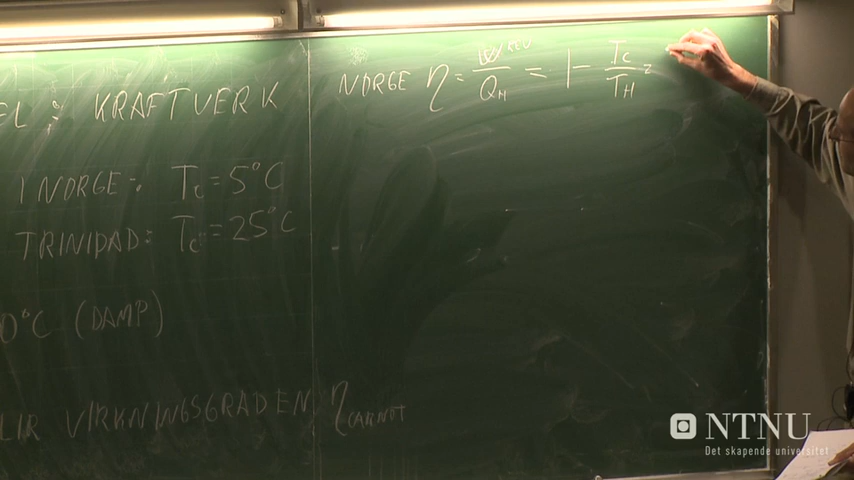 EL: KRAFTVERK
I NORGE: Tc = 5°C
TRINIDAD: Tc = 25°C
0°C (DAMP)
LIR VIRKNINGSGRADEN ηCARNOT
NORGE η = W REV / QH = 1 - Tc / TH =
NTNU
Det skapende universitet